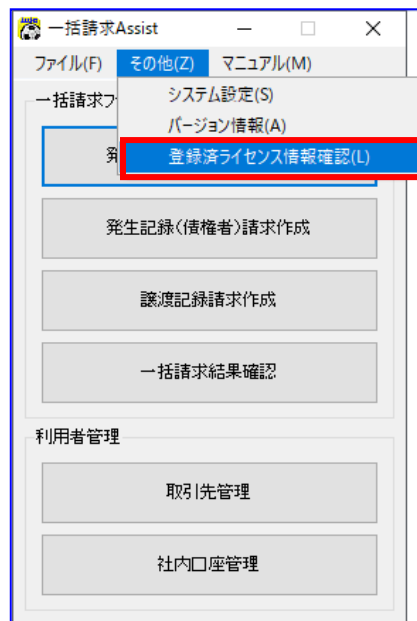 一括請求Assist
ファイル(F) その他(Z) マニュアル(M)
システム設定(S)
一括請求フ
バージョン情報(A)
登録済ライセンス情報確認(L)
発生記録(債権者)請求作成
譲渡記録請求作成
一括請求結果確認
利用者管理
取引先管理
社内口座管理